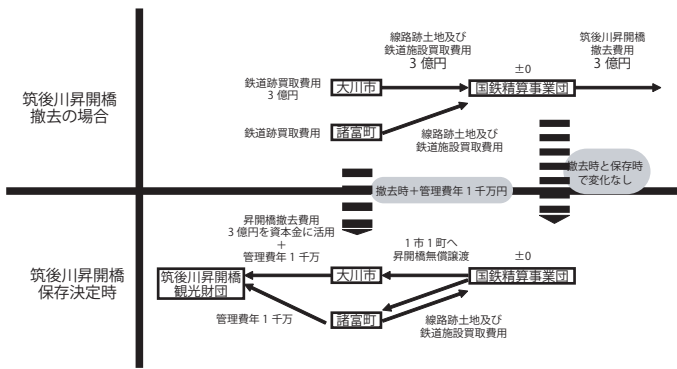 筑後川昇開橋
撤去の場合
鉄道跡買取費用
3 億円
大川市
線路跡土地及び
鉄道施設買取費用
3 億円
±0
国鉄精算事業団
筑後川昇開橋
撤去費用
3 億円
鉄道跡買取費用
諸富町
線路跡土地及び
鉄道施設買取費用
撤去時＋管理費年 1 千万円
撤去時と保存時
で変化なし
筑後川昇開橋
保存決定時
昇開橋撤去費用
3 億円を資本金に活用
＋
管理費年 1 千万
筑後川昇開橋
観光財団
大川市
1 市 1 町へ
昇開橋無償譲渡
±0
国鉄精算事業団
管理費年 1 千万
諸富町
線路跡土地及び
鉄道施設買取費用